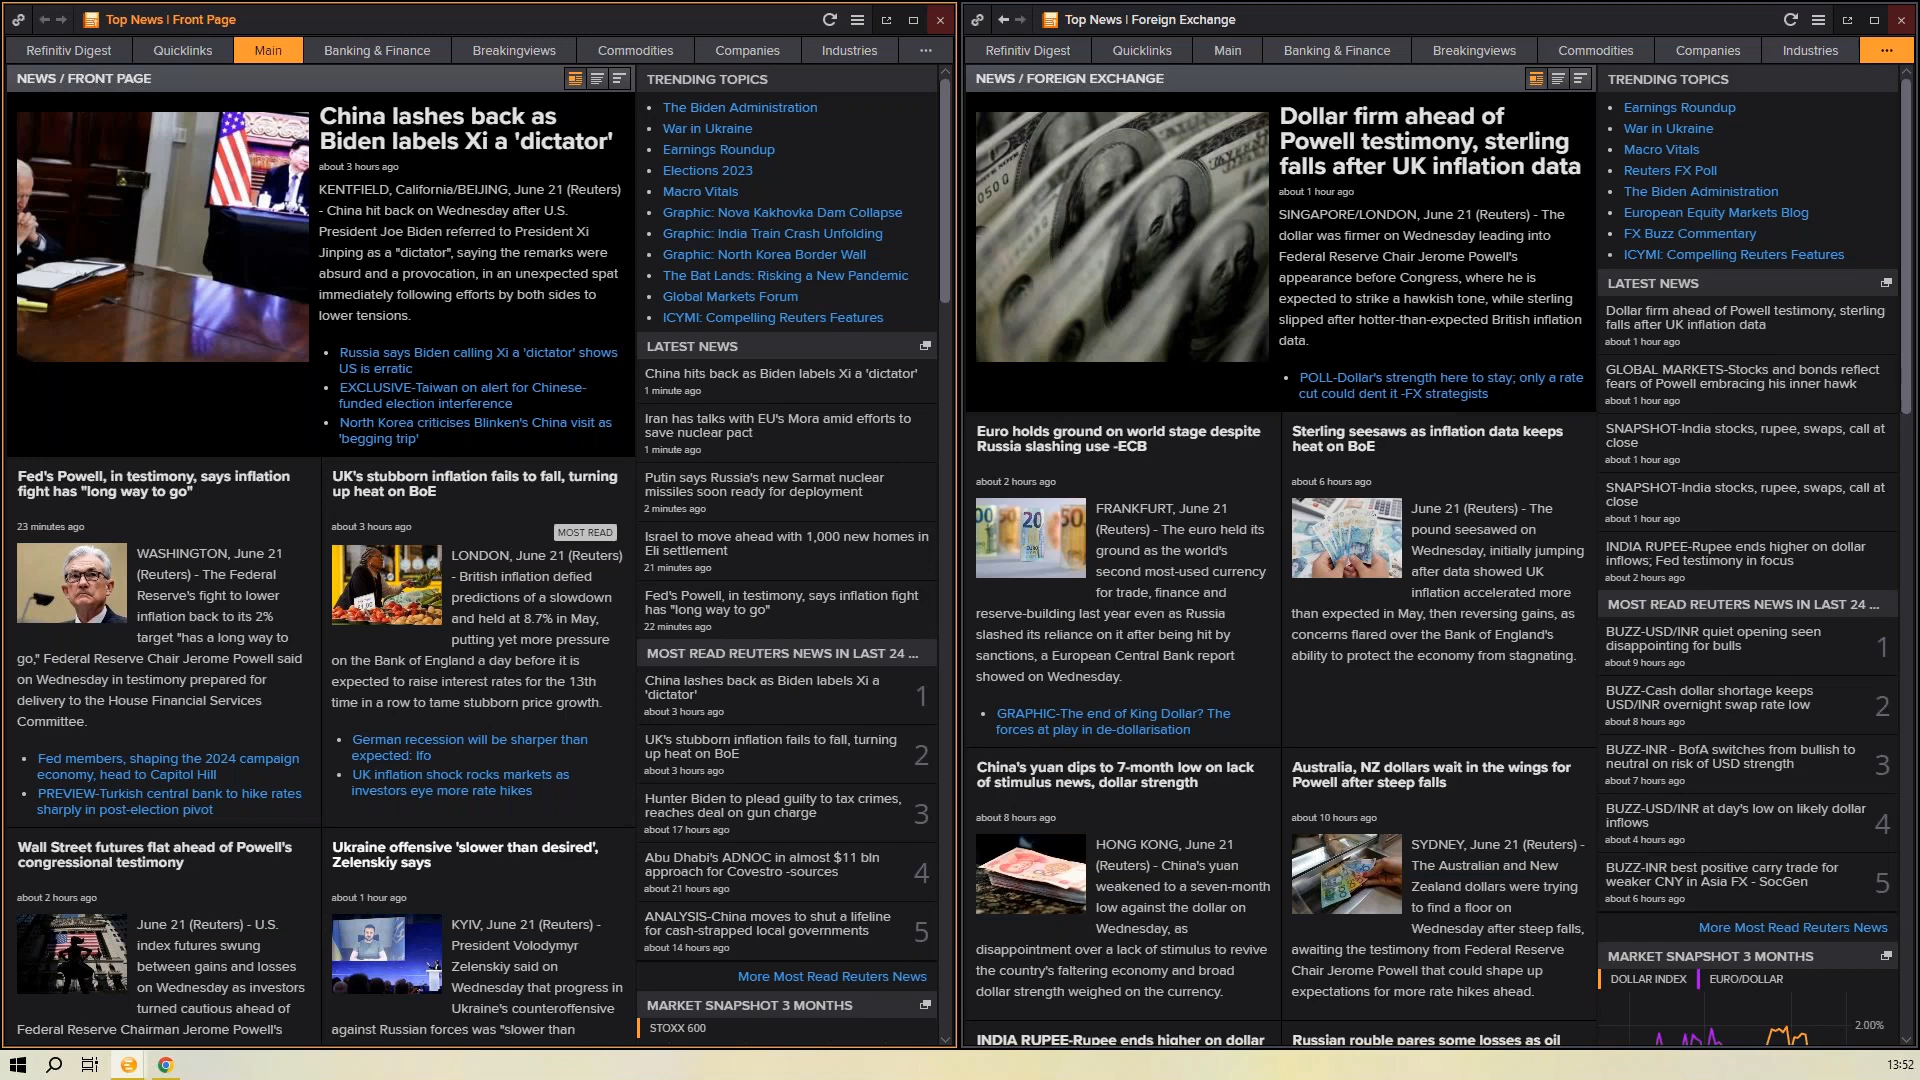 Top News | Front Page
Refinitiv Digest
Quicklinks
Main
Banking & Finance
Breakingviews
Commodities
Companies
Industries
...
NEWS / FRONT PAGE
China lashes back as
Biden labels Xi a 'dictator'
about 3 hours ago
KENTFIELD, California/BEIJING, June 21 (Reuters)
- China hit back on Wednesday after U.S.
President Joe Biden referred to President Xi
Jinping as a "dictator", saying the remarks were
absurd and a provocation, in an unexpected spat
immediately following efforts by both sides to
lower tensions.
Russia says Biden calling Xi a 'dictator' shows
US is erratic
EXCLUSIVE-Taiwan on alert for Chinese-
funded election interference
North Korea criticises Blinken's China visit as
'begging trip'
Fed's Powell, in testimony, says inflation
fight has "long way to go"
23 minutes ago
WASHINGTON, June 21
(Reuters) - The Federal
Reserve's fight to lower
inflation back to its 2%
target "has a long way to
go," Federal Reserve Chair Jerome Powell said
on Wednesday in testimony prepared for
delivery to the House Financial Services
Committee.
Fed members, shaping the 2024 campaign
economy, head to Capitol Hill
PREVIEW-Turkish central bank to hike rates
sharply in post-election pivot
UK's stubborn inflation fails to fall, turning
up heat on BoE
about 3 hours ago
MOST READ
LONDON, June 21 (Reuters)
- British inflation defied
predictions of a slowdown
and held at 8.7% in May,
putting yet more pressure
on the Bank of England a day before it is
expected to raise interest rates for the 13th
time in a row to tame stubborn price growth.
German recession will be sharper than
expected: Ifo
UK inflation shock rocks markets as
investors eye more rate hikes
Wall Street futures flat ahead of Powell's
congressional testimony
about 2 hours ago
June 21 (Reuters) - U.S.
index futures swung
between gains and losses
on Wednesday as investors
turned cautious ahead of
Federal Reserve Chairman Jerome Powell's
Ukraine offensive 'slower than desired',
Zelenskiy says
about 1 hour ago
KYIV, June 21 (Reuters) -
President Volodymyr
Zelenskiy said on
Wednesday that progress in
Ukraine's counteroffensive
against Russian forces was "slower than
TRENDING TOPICS
The Biden Administration
War in Ukraine
Earnings Roundup
Elections 2023
Macro Vitals
Graphic: Nova Kakhovka Dam Collapse
Graphic: India Train Crash Unfolding
Graphic: North Korea Border Wall
The Bat Lands: Risking a New Pandemic
Global Markets Forum
ICYMI: Compelling Reuters Features
LATEST NEWS
China hits back as Biden labels Xi a 'dictator'
1 minute ago
Iran has talks with EU's Mora amid efforts to
save nuclear pact
1 minute ago
Putin says Russia's new Sarmat nuclear
missiles soon ready for deployment
2 minutes ago
Israel to move ahead with 1,000 new homes in
Eli settlement
21 minutes ago
Fed's Powell, in testimony, says inflation fight
has "long way to go"
22 minutes ago
MOST READ REUTERS NEWS IN LAST 24 ...
China lashes back as Biden labels Xi a
'dictator'
about 3 hours ago
1
UK's stubborn inflation fails to fall, turning
up heat on BoE
about 3 hours ago
2
Hunter Biden to plead guilty to tax crimes,
reaches deal on gun charge
about 17 hours ago
3
Abu Dhabi's ADNOC in almost $11 bln
approach for Covestro -sources
about 21 hours ago
4
ANALYSIS-China moves to shut a lifeline
for cash-strapped local governments
about 14 hours ago
5
More Most Read Reuters News
MARKET SNAPSHOT 3 MONTHS
STOXX 600
Top News | Foreign Exchange
Refinitiv Digest
Quicklinks
Main
Banking & Finance
Breakingviews
Commodities
Companies
Industries
...
NEWS / FOREIGN EXCHANGE
Dollar firm ahead of
Powell testimony, sterling
falls after UK inflation data
about 1 hour ago
SINGAPORE/LONDON, June 21 (Reuters) - The
dollar was firmer on Wednesday leading into
Federal Reserve Chair Jerome Powell's
appearance before Congress, where he is
expected to strike a hawkish tone, while sterling
slipped after hotter-than-expected British inflation
data.
POLL-Dollar's strength here to stay; only a rate
cut could dent it -FX strategists
Euro holds ground on world stage despite
Russia slashing use -ECB
about 2 hours ago
FRANKFURT, June 21
(Reuters) - The euro held its
ground as the world's
second most-used currency
for trade, finance and
reserve-building last year even as Russia
slashed its reliance on it after being hit by
sanctions, a European Central Bank report
showed on Wednesday.
GRAPHIC-The end of King Dollar? The
forces at play in de-dollarisation
Sterling seesaws as inflation data keeps
heat on BoE
about 6 hours ago
June 21 (Reuters) - The
pound seesawed on
Wednesday, initially jumping
after data showed UK
inflation accelerated more
than expected in May, then reversing gains, as
concerns flared over the Bank of England's
ability to protect the economy from stagnating.
China's yuan dips to 7-month low on lack
of stimulus news, dollar strength
about 8 hours ago
HONG KONG, June 21
(Reuters) - China's yuan
weakened to a seven-month
low against the dollar on
Wednesday, as
disappointment over a lack of stimulus to revive
the country's faltering economy and broad
dollar strength weighed on the currency.
Australia, NZ dollars wait in the wings for
Powell after steep falls
about 10 hours ago
SYDNEY, June 21 (Reuters) -
The Australian and New
Zealand dollars were trying
to find a floor on
Wednesday after steep falls,
awaiting the testimony from Federal Reserve
Chair Jerome Powell that could shape up
expectations for more rate hikes ahead.
INDIA RUPEE-Rupee ends higher on dollar
Russian rouble pares some losses as oil
TRENDING TOPICS
Earnings Roundup
War in Ukraine
Macro Vitals
Reuters FX Poll
The Biden Administration
European Equity Markets Blog
FX Buzz Commentary
ICYMI: Compelling Reuters Features
LATEST NEWS
Dollar firm ahead of Powell testimony, sterling
falls after UK inflation data
about 1 hour ago
GLOBAL MARKETS-Stocks and bonds reflect
fears of Powell embracing his inner hawk
about 1 hour ago
SNAPSHOT-India stocks, rupee, swaps, call at
close
about 1 hour ago
SNAPSHOT-India stocks, rupee, swaps, call at
close
about 1 hour ago
INDIA RUPEE-Rupee ends higher on dollar
inflows; Fed testimony in focus
about 2 hours ago
MOST READ REUTERS NEWS IN LAST 24 ...
BUZZ-USD/INR quiet opening seen
disappointing for bulls
about 9 hours ago
1
BUZZ-Cash dollar shortage keeps
USD/INR overnight swap rate low
about 8 hours ago
2
BUZZ-INR - BofA switches from bullish to
neutral on risk of USD strength
about 7 hours ago
3
BUZZ-USD/INR at day's low on likely dollar
inflows
about 4 hours ago
4
BUZZ-INR best positive carry trade for
weaker CNY in Asia FX - SocGen
about 6 hours ago
5
More Most Read Reuters News
MARKET SNAPSHOT 3 MONTHS
DOLLAR INDEX
EURO/DOLLAR
2.00%
13:52